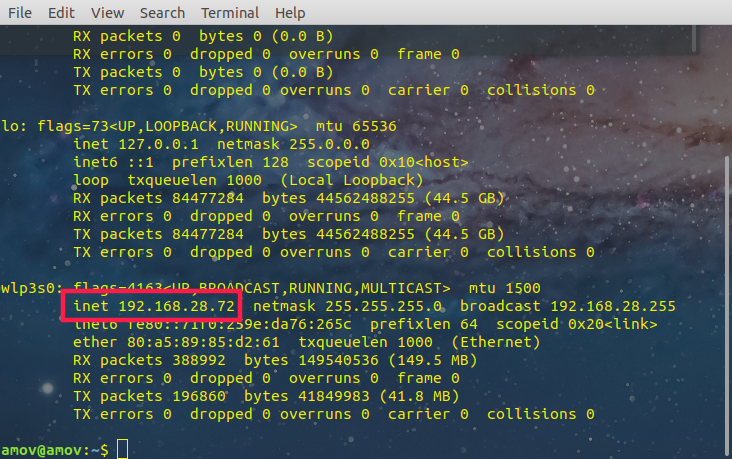 File  Edit  View  Search  Terminal  Help
RX packets 0  bytes 0 (0.0 B)
RX errors 0  dropped 0  overruns 0  frame 0
TX packets 0  bytes 0 (0.0 B)
TX errors 0  dropped 0 overruns 0  carrier 0  collisions 0
lo: flags=73<UP,LOOPBACK,RUNNING>  mtu 65536
inet 127.0.0.1  netmask 255.0.0.0
inet6 ::1  prefixlen 128  scopeid 0x10<host>
loop  txqueuelen 1000  (Local Loopback)
RX packets 84477284  bytes 44562488255 (44.5 GB)
RX errors 0  dropped 0  overruns 0  frame 0
TX packets 84477284  bytes 44562488255 (44.5 GB)
TX errors 0  dropped 0 overruns 0  carrier 0  collisions 0
wlp3s0: flags=4163<UP,BROADCAST,RUNNING,MULTICAST>  mtu 1500
inet 192.168.28.72  netmask 255.255.255.0  broadcast 192.168.28.255
inet6 fe80::71f0:259e:da76:265c  prefixlen 64  scopeid 0x20<link>
ether 80:a5:89:85:d2:61  txqueuelen 1000  (Ethernet)
RX packets 388992  bytes 149540536 (149.5 MB)
RX errors 0  dropped 0  overruns 0  frame 0
TX packets 196860  bytes 41849983 (41.8 MB)
TX errors 0  dropped 0 overruns 0  carrier 0  collisions 0
amov@amov:~$